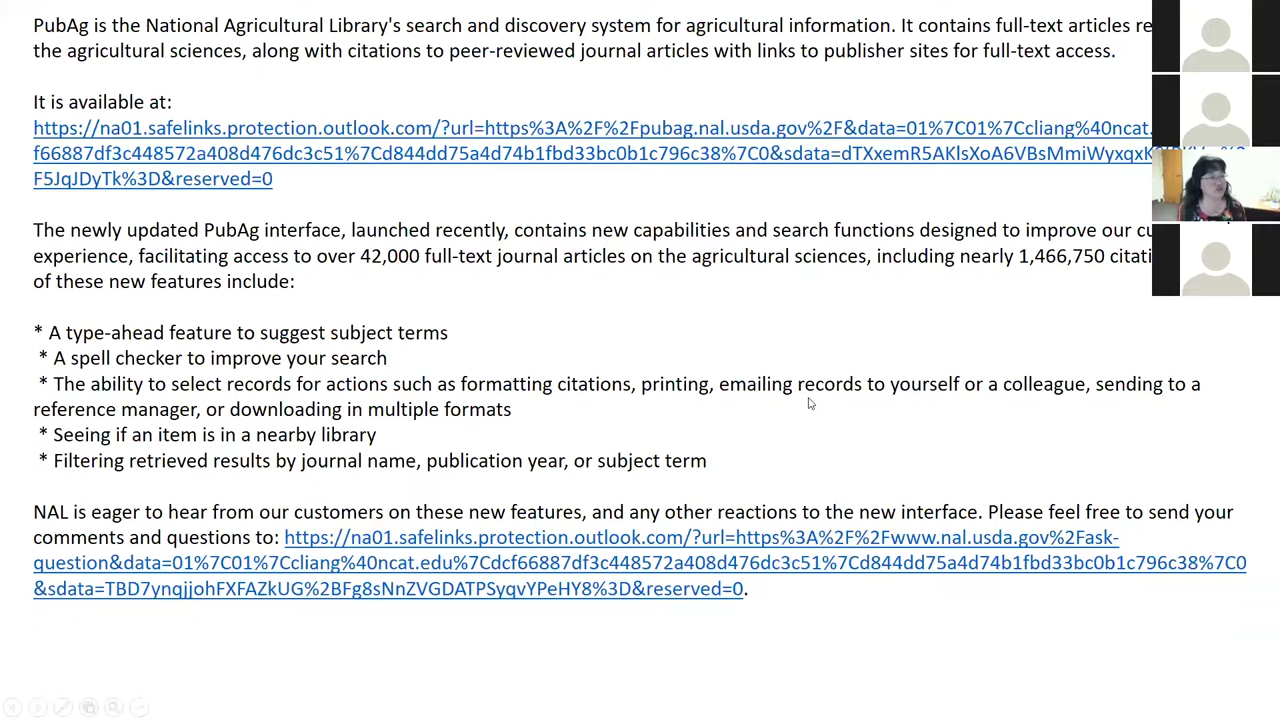 PubAg is the National Agricultural Library's search and discovery system for agricultural information. It contains full-text articles
the agricultural sciences, along with citations to peer-reviewed journal articles with links to publisher sites for full-text access.
It is available at:
https://na01.safelinks.protection.outlook.com/?url=https%3A%2F%2Fpubag.nal.usda.gov%2F&data=01%7C01%7Ccliang%40ncat.
f66887df3c448572a408d476dc3c51%7Cd844dd75a4d74b1fbd33bc0b1c796c38%7C0&sdata=dTXxemR5AKlsXoA6VBsMmiWyxqxK
F5JqJDyTk%3D&reserved=0
The newly updated PubAg interface, launched recently, contains new capabilities and search functions designed to improve our
experience, facilitating access to over 42,000 full-text journal articles on the agricultural sciences, including nearly 1,466,750
of these new features include:
* A type-ahead feature to suggest subject terms
* A spell checker to improve your search
* The ability to select records for actions such as formatting citations, printing, emailing records to yourself or a colleague, sending to a
reference manager, or downloading in multiple formats
* Seeing if an item is in a nearby library
* Filtering retrieved results by journal name, publication year, or subject term
NAL is eager to hear from our customers on these new features, and any other reactions to the new interface. Please feel free to send your
comments and questions to: https://na01.safelinks.protection.outlook.com/?url=https%3A%2F%2Fwww.nal.usda.gov%2Fask-
question&data=01%7C01%7Ccliang%40ncat.edu%7Cdcf66887df3c448572a408d476dc3c51%7Cd844dd75a4d74b1fbd33bc0b1c796c38%7C0
&sdata=TBD7ynqjjohFXFAZkUG%2BFg8sNnZVGDATPSyqvYPeHY8%3D&reserved=0.